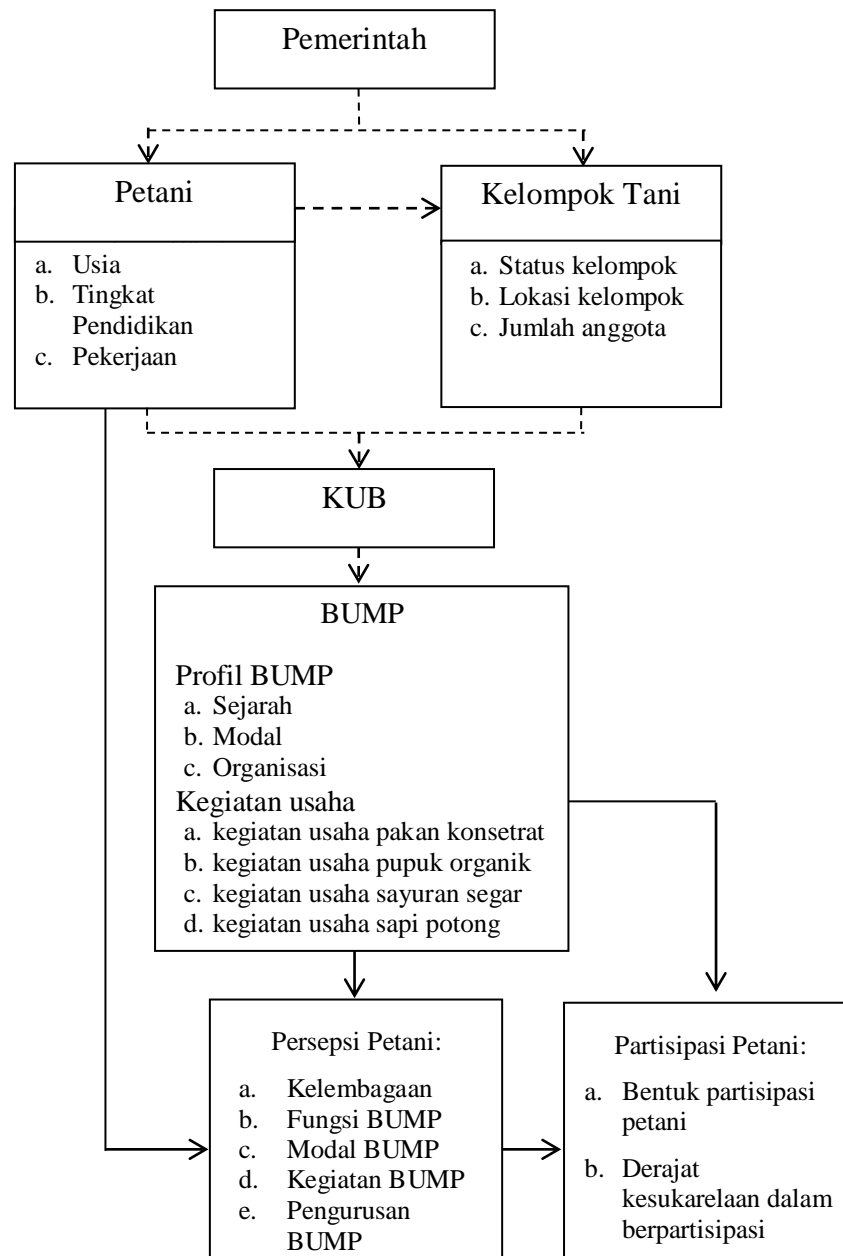 Pemerintah
Petani
a. Usia
b. Tingkat
Pendidikan
c. Pekerjaan
Kelompok Tani
a. Status kelompok
b. Lokasi kelompok
c. Jumlah anggota
KUB
BUMP
Profil BUMP
a. Sejarah
b. Modal
c. Organisasi
Kegiatan usaha
a. kegiatan usaha pakan konsetrat
b. kegiatan usaha pupuk organik
c. kegiatan usaha sayuran segar
d. kegiatan usaha sapi potong
Persepsi Petani:
a. Kelembagaan
b. Fungsi BUMP
c. Modal BUMP
d. Kegiatan BUMP
e. Pengurusan
BUMP
Partisipasi Petani:
a. Bentuk partisipasi
petani
b. Derajat
kesukarelaan dalam
berpartisipasi